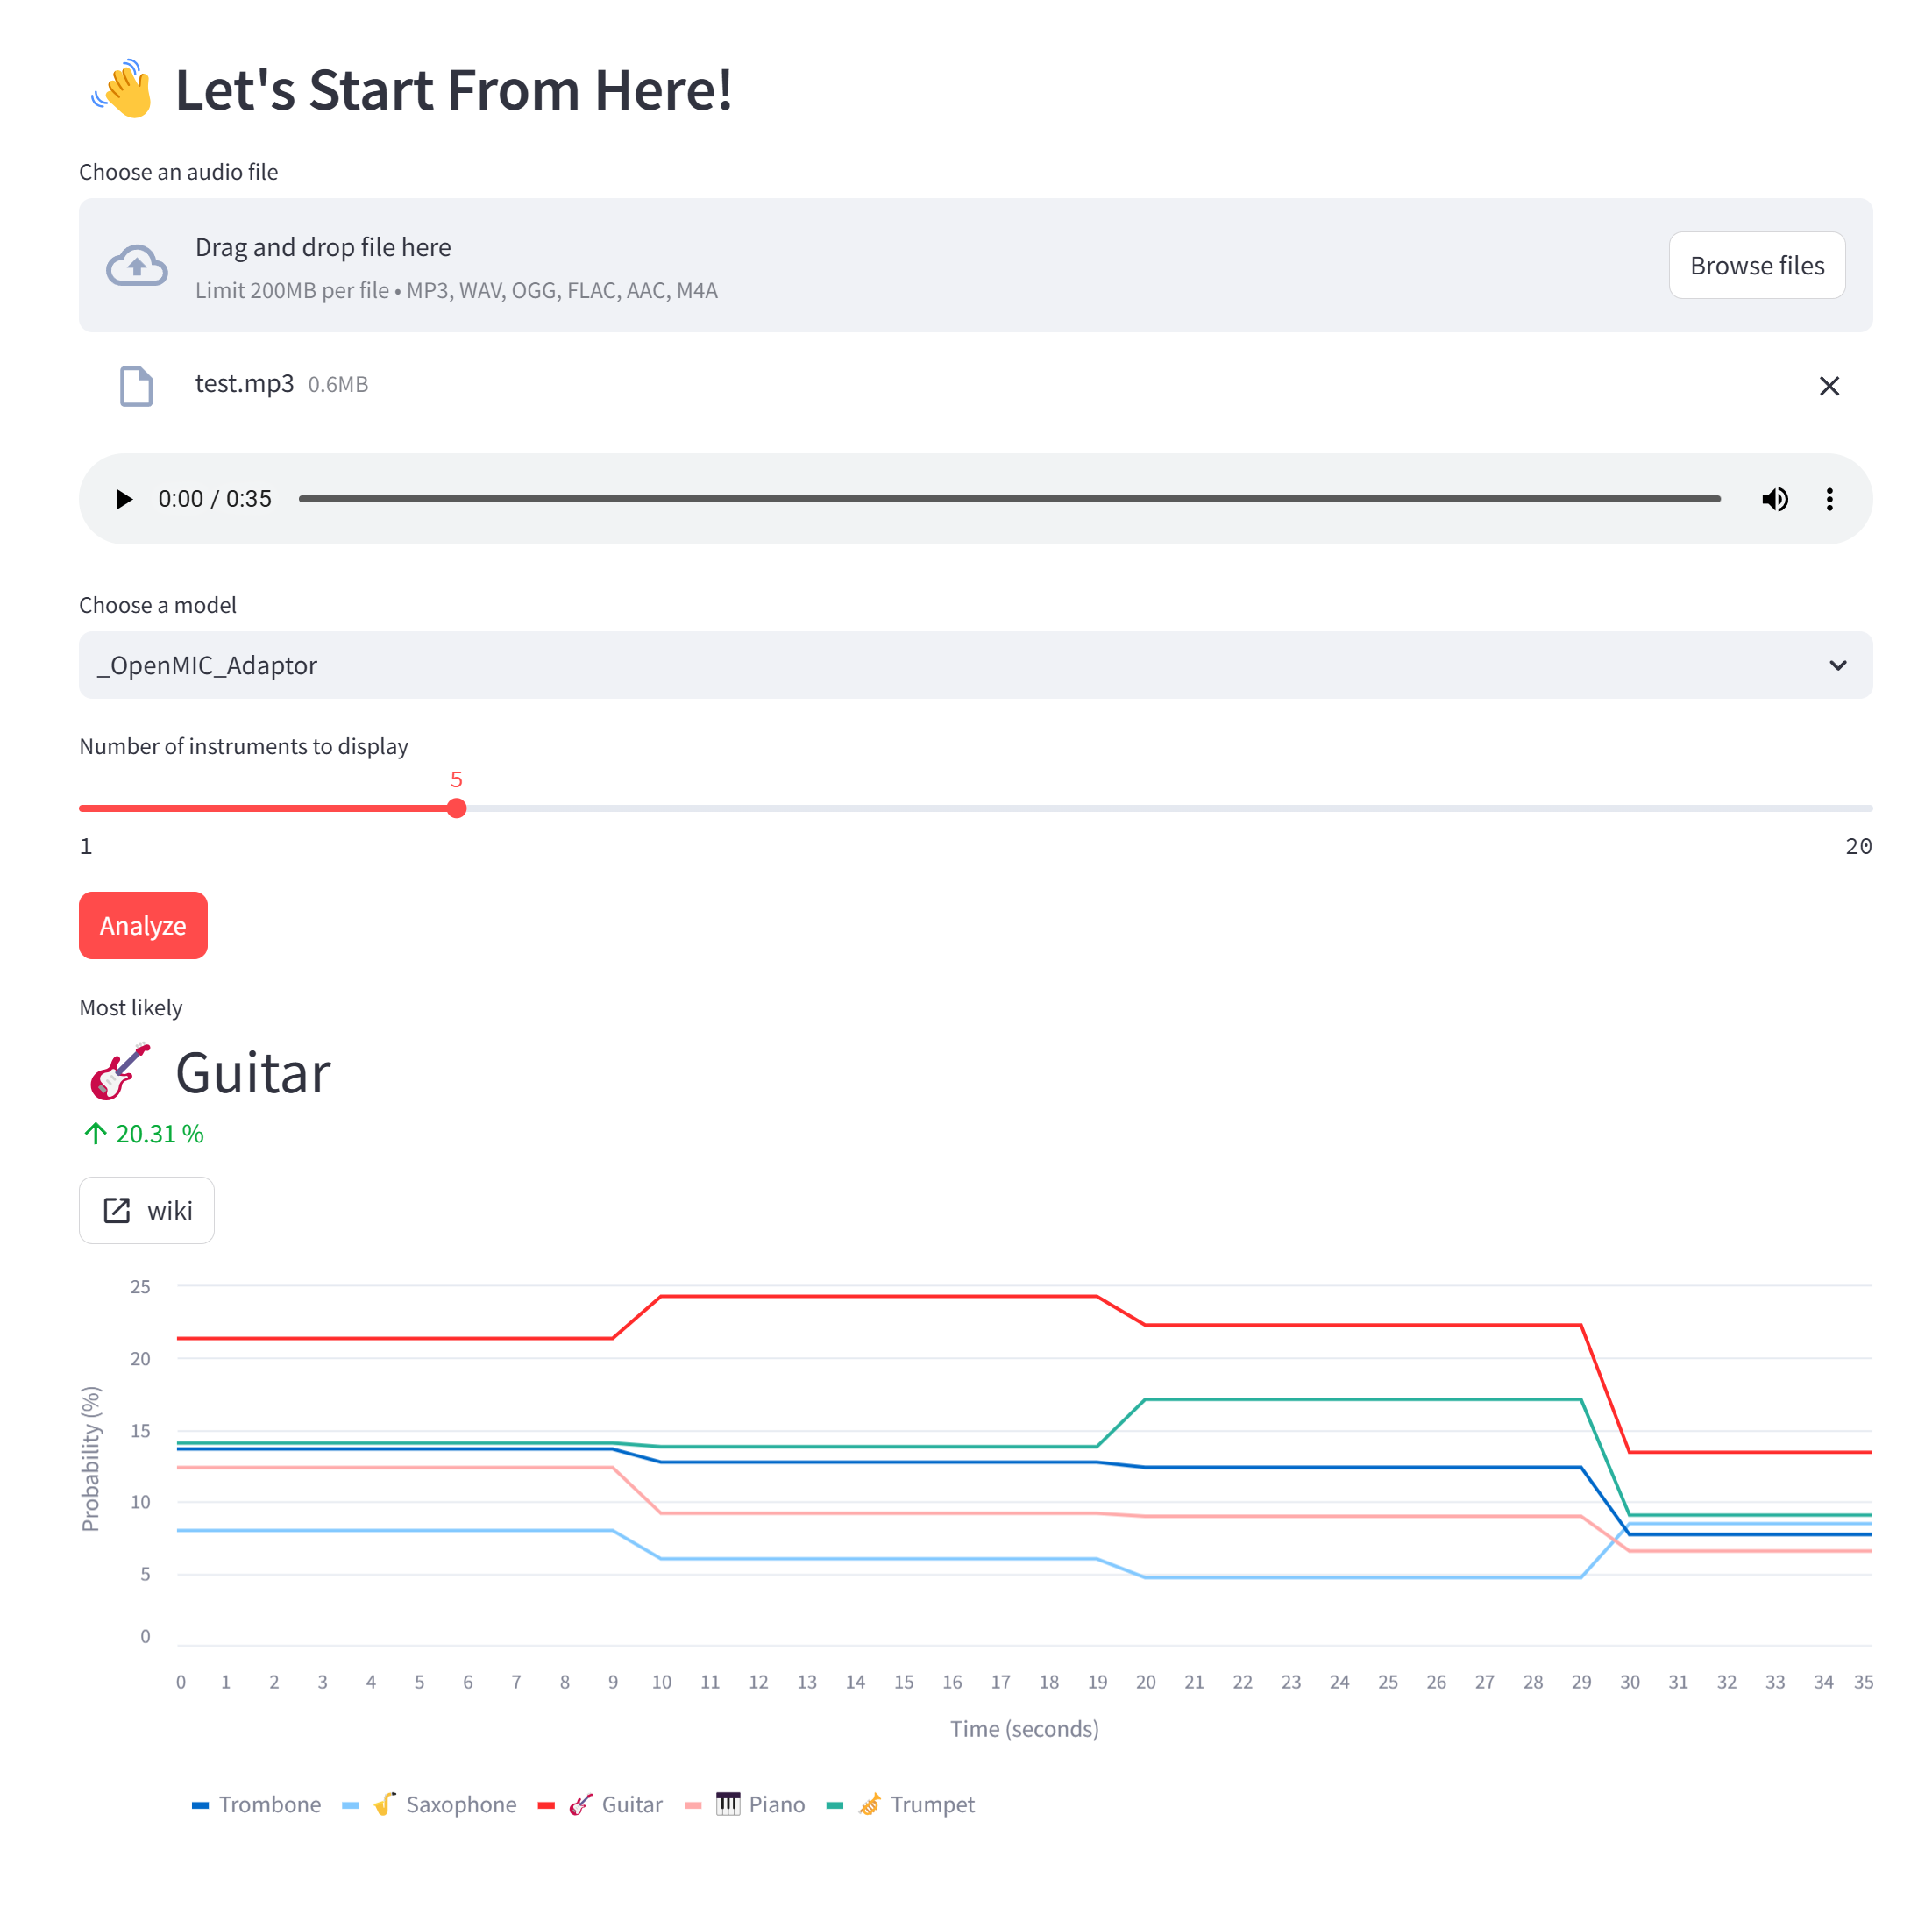 👋 Let's Start From Here!
Choose an audio file
Drag and drop file here
Limit 200MB per file • MP3, WAV, OGG, FLAC, AAC, M4A
Browse files
test.mp3 0.6MB
0:00 / 0:35
Choose a model
_OpenMIC_Adaptor
Number of instruments to display
5
1
20
Analyze
Most likely
🎸 Guitar
↑ 20.31 %
wiki
25
20
15
10
5
0
Probability (%)
0 1 2 3 4 5 6 7 8 9 10 11 12 13 14 15 16 17 18 19 20 21 22 23 24 25 26 27 28 29 30 31 32 33 34 35
Time (seconds)
Trombone 🎷 Saxophone 🎸 Guitar 🎹 Piano 🎺 Trumpet